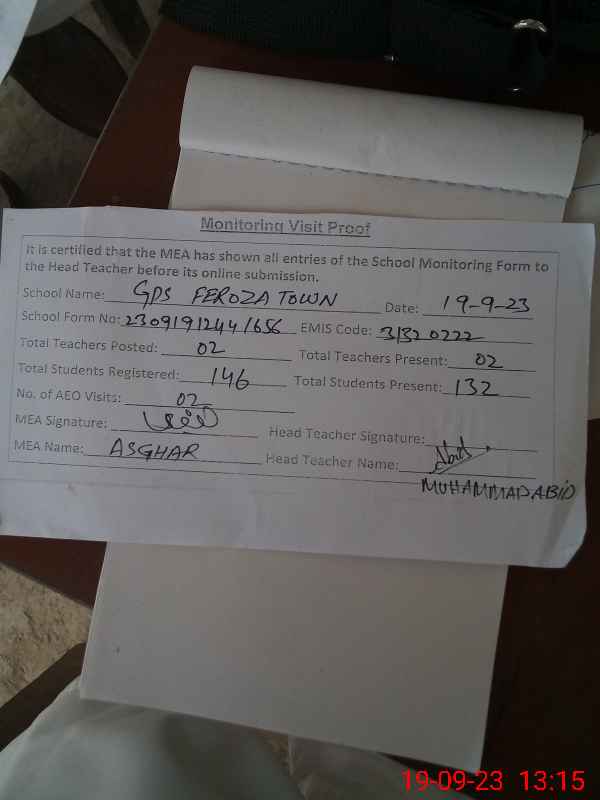 Monitoring Visit Proof
It is certified that the MEA has shown all entries of the School Monitoring Form to
the Head Teacher before its online submission.
School Name: GPS FEROZA TOWN Date: 19-9-23
School Form No: 23091912441656 EMIS Code: 31320222
Total Teachers Posted: 02 Total Teachers Present: 02
Total Students Registered: 146 Total Students Present: 132
No. of AEO Visits: 02
MEA Signature: Head Teacher Signature: Abid
MEA Name: ASGHAR Head Teacher Name:
MUHAMMAD ABID
19-09-23 13:15